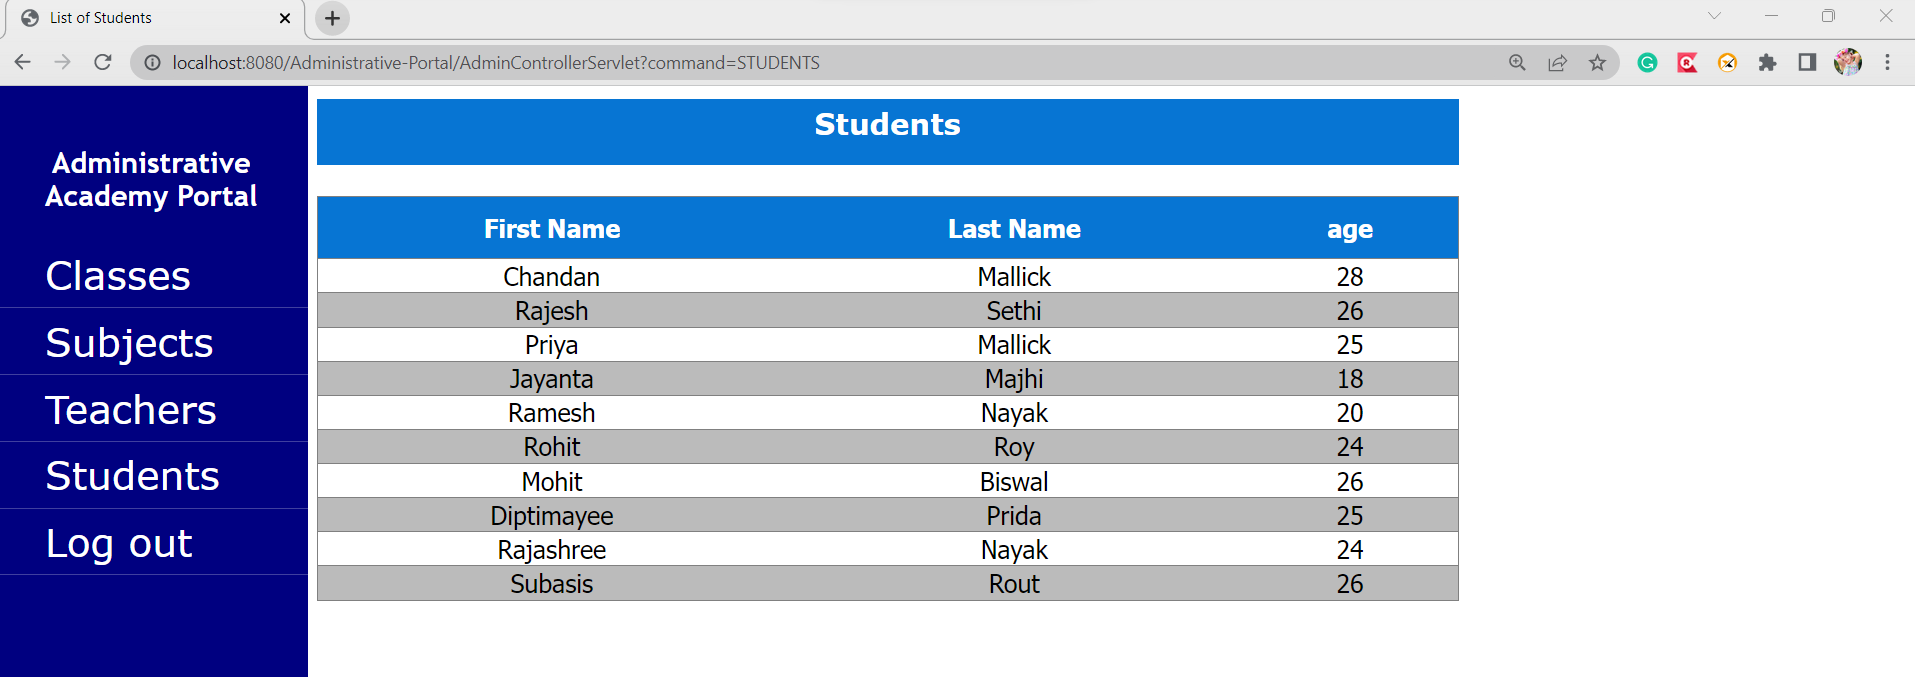 List of Students
localhost:8080/Administrative-Portal/AdminControllerServlet?command=STUDENTS
Administrative
Academy Portal
Classes
Subjects
Teachers
Students
Log out
Students
First Name Last Name age
Chandan Mallick 28
Rajesh Sethi 26
Priya Mallick 25
Jayanta Majhi 18
Ramesh Nayak 20
Rohit Roy 24
Mohit Biswal 26
Diptimayee Prida 25
Rajashree Nayak 24
Subasis Rout 26